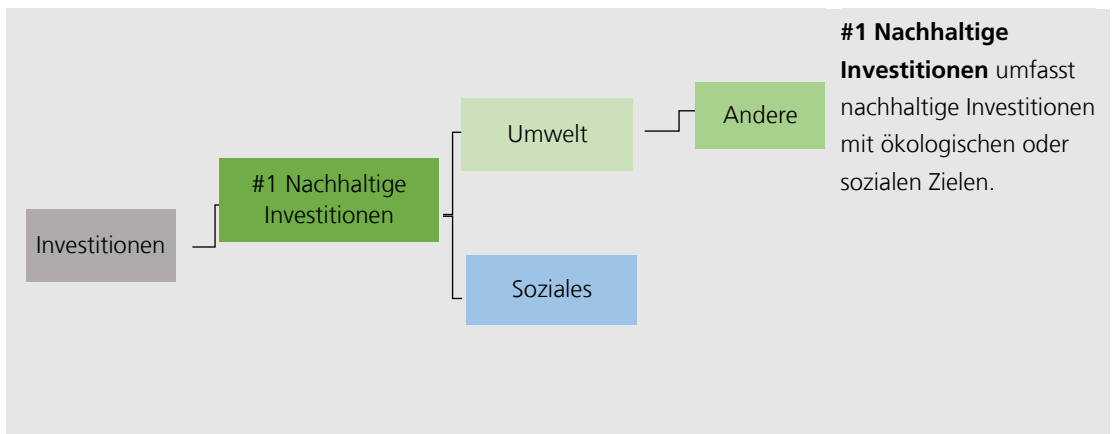 Investitionen
#1 Nachhaltige
Investitionen
Umwelt
Andere
Soziales
#1 Nachhaltige
Investitionen umfasst
nachhaltige Investitionen
mit ökologischen oder
sozialen Zielen.